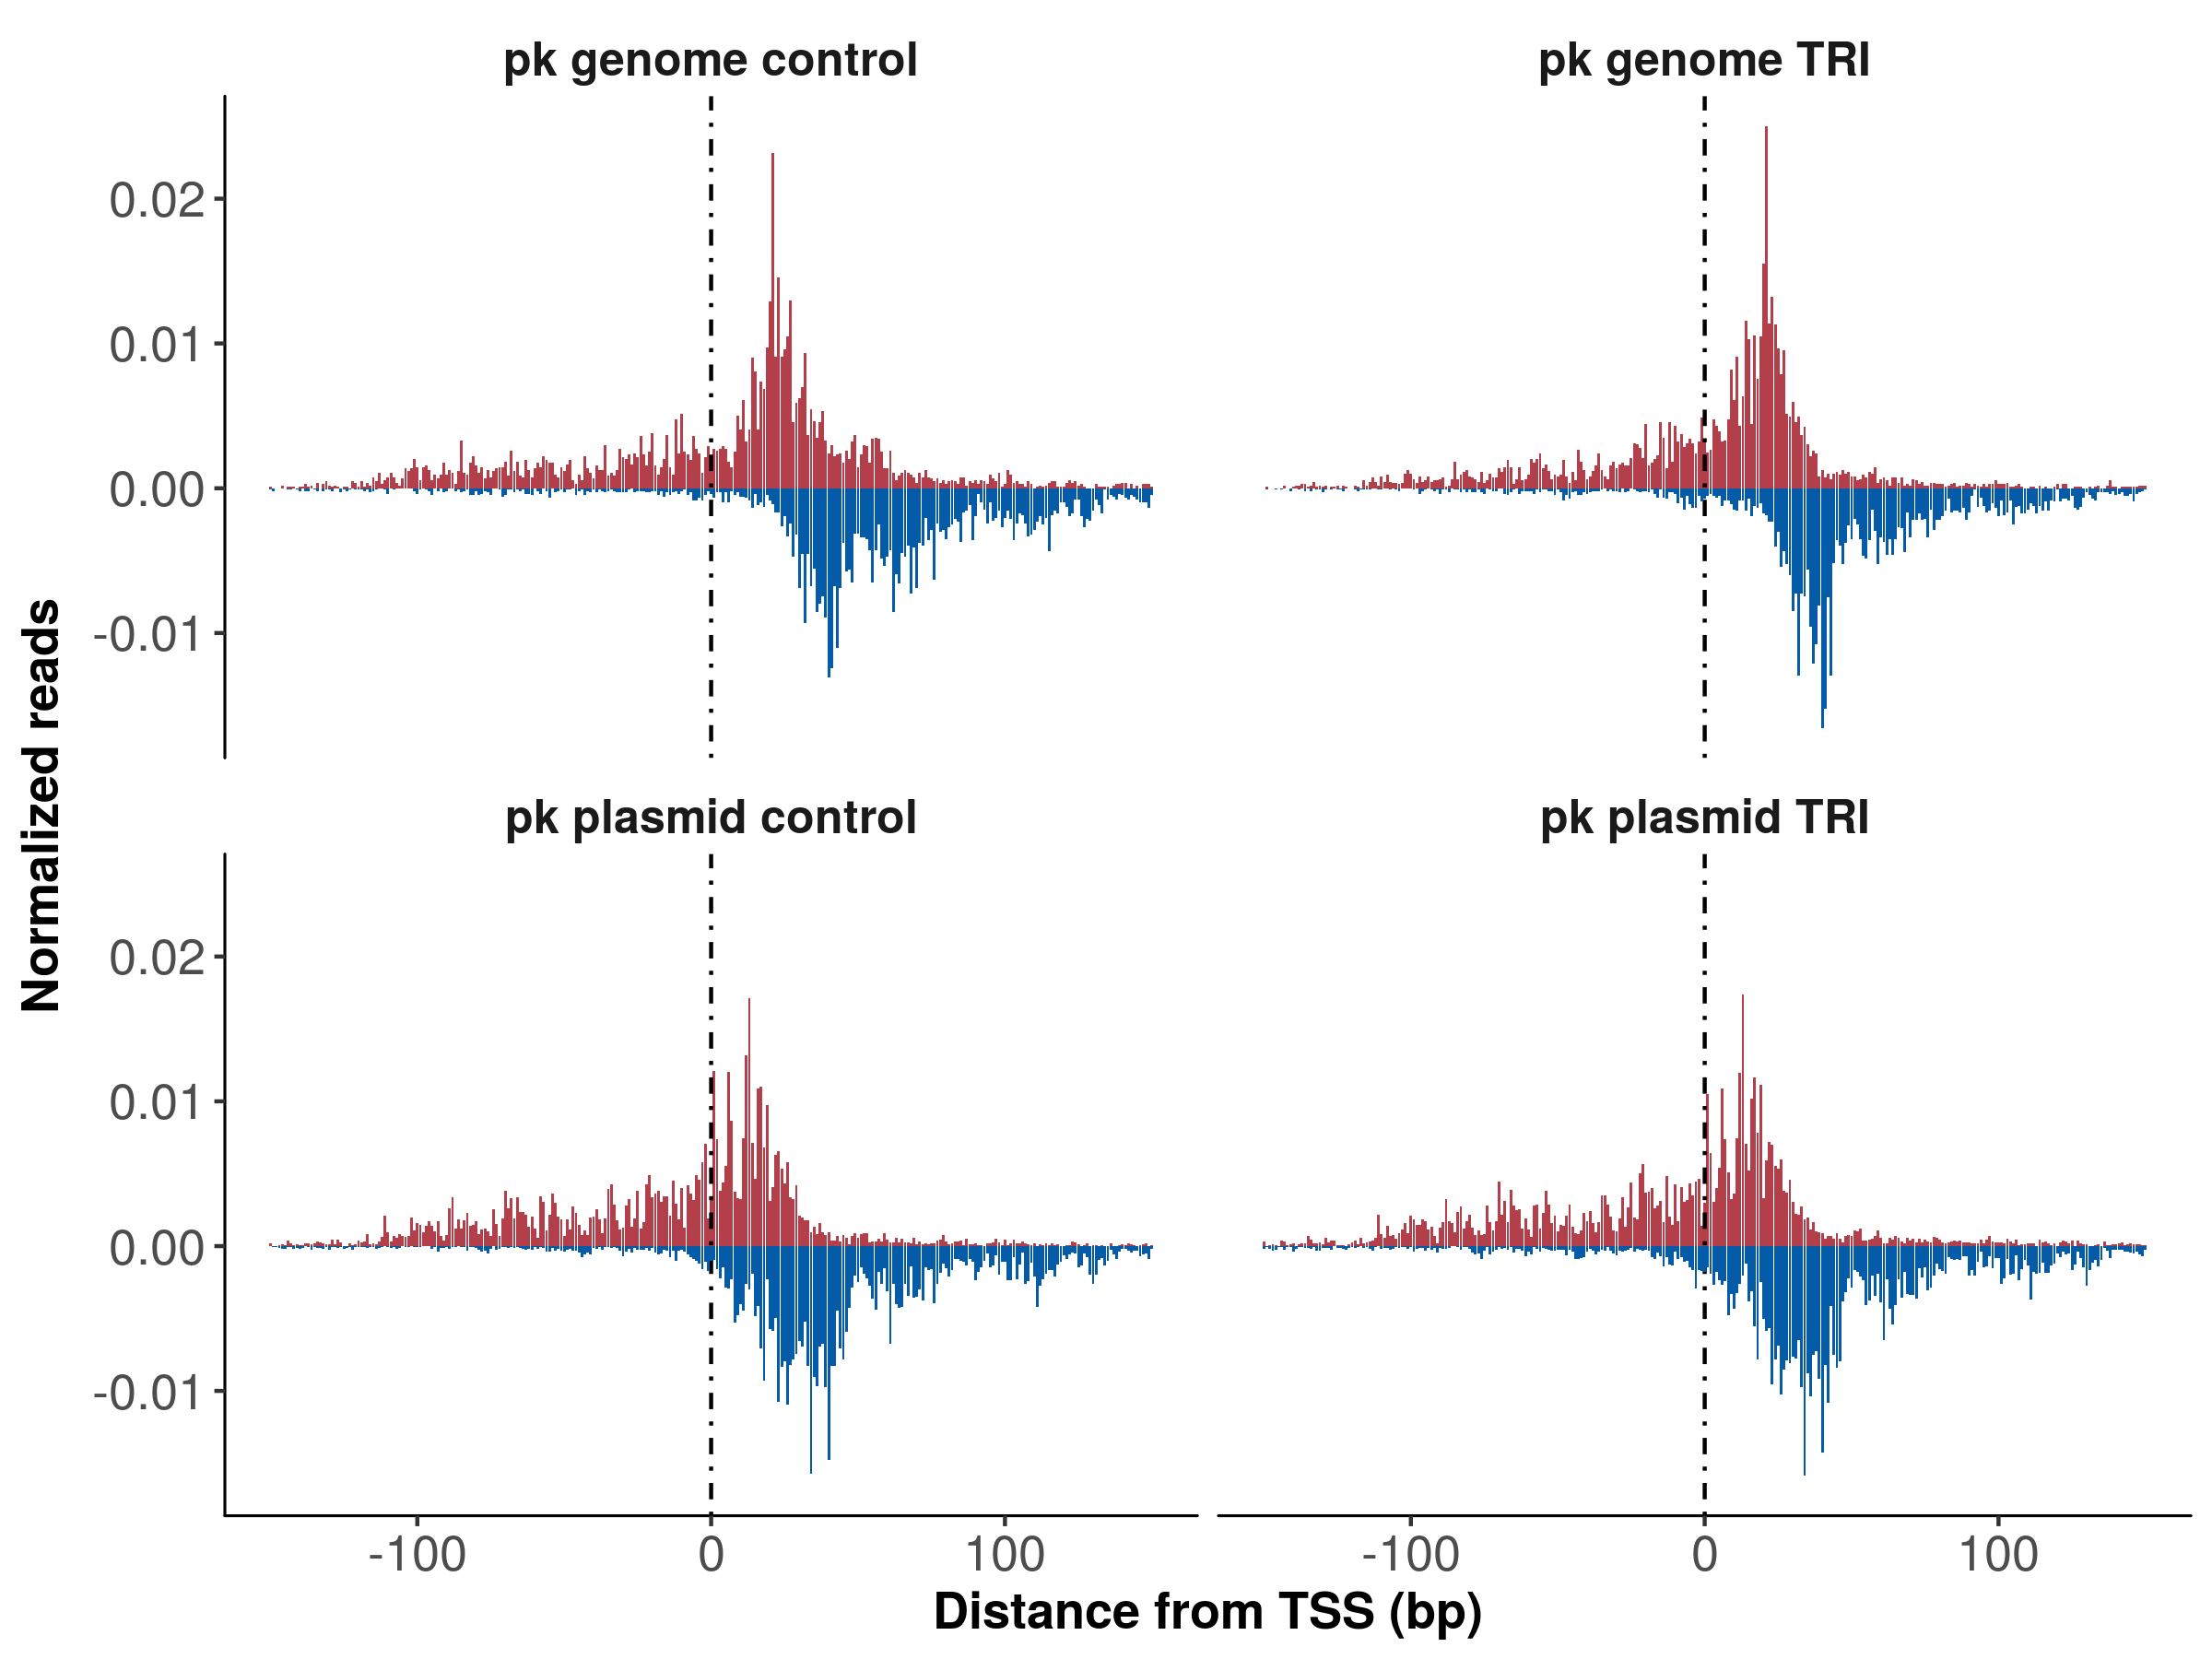 pk genome control
pk genome TRI
0.02
0.01
0.00
-0.01
pk plasmid control
pk plasmid TRI
0.02
0.01
0.00
-0.01
Normalized reads
-100
0
100
-100
0
100
Distance from TSS (bp)